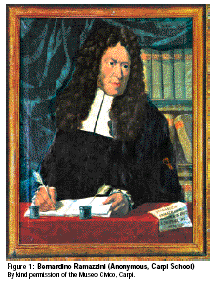 Figure 1: Bernardino Ramazzini (Anonymous, Carpi School)
By kind permission of the Museo Civico, Carpi.